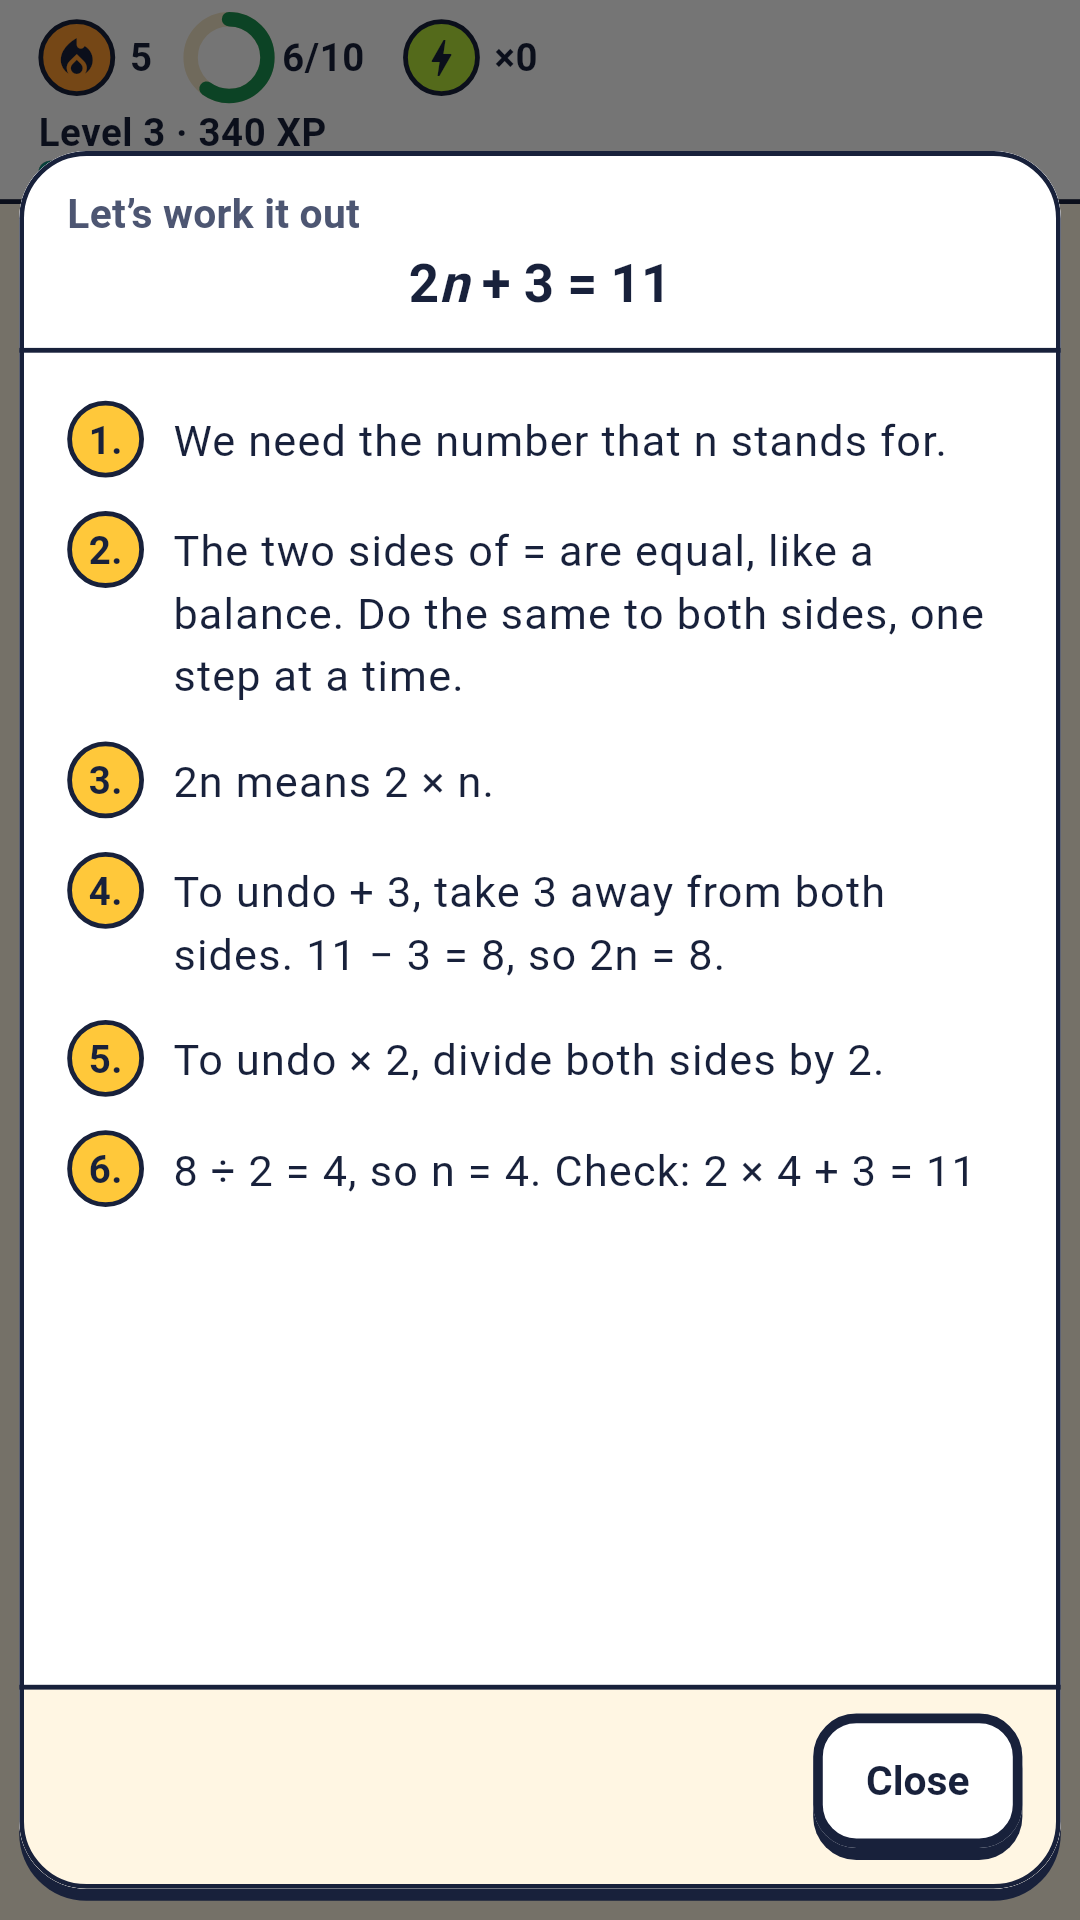 5 6/10 ×0
Level 3 · 340 XP
Let’s work it out
2n + 3 = 11
1. We need the number that n stands for.
2. The two sides of = are equal, like a
balance. Do the same to both sides, one
step at a time.
3. 2n means 2 × n.
4. To undo + 3, take 3 away from both
sides. 11 − 3 = 8, so 2n = 8.
5. To undo × 2, divide both sides by 2.
6. 8 ÷ 2 = 4, so n = 4. Check: 2 × 4 + 3 = 11
Close